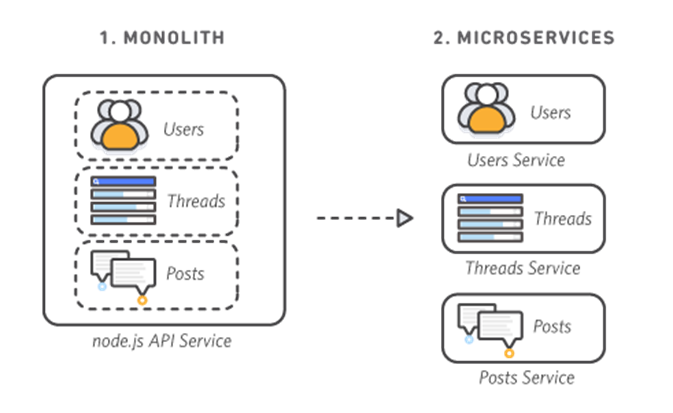 1. MONOLITH
Users
Threads
Posts
node.js API Service
2. MICROSERVICES
Users
Users Service
Threads
Threads Service
Posts
Posts Service